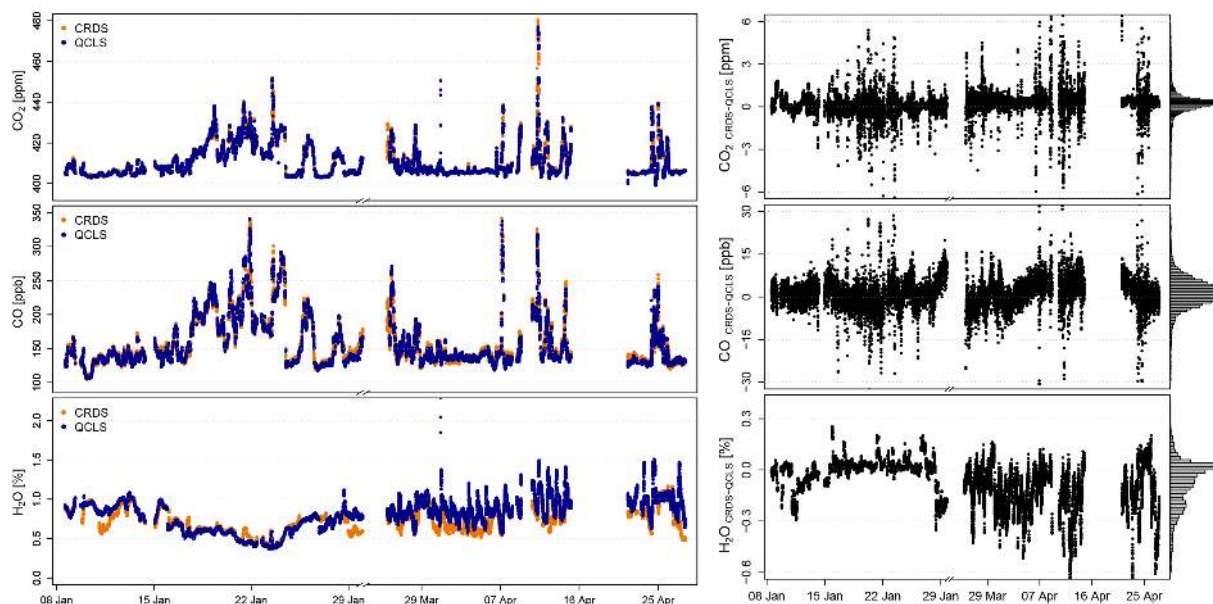 CRDS
QCLS
CO₂ [ppm]
480
460
440
420
400
CRDS
QCLS
CO [ppb]
350
300
250
200
150
100
CRDS
QCLS
H₂O [%]
2.0
1.5
1.0
0.5
0.0
08 Jan 15 Jan 22 Jan 29 Jan 29 Mar 07 Apr 16 Apr 25 Apr
CO₂ CRDS−QCLS [ppm]
6
3
0
−3
−6
CO CRDS−QCLS [ppb]
30
15
0
−15
−30
H₂O CRDS−QCLS [%]
0.3
0.0
−0.3
−0.6
08 Jan 15 Jan 22 Jan 29 Jan 29 Mar 07 Apr 16 Apr 25 Apr